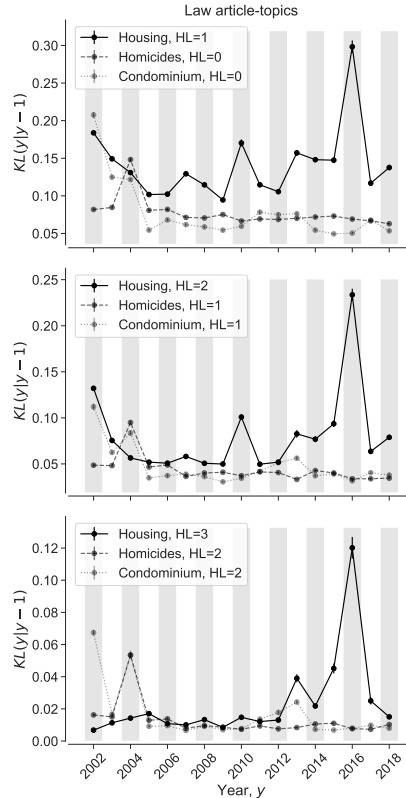 Law article-topics
KL(y|y − 1)
0.30
0.25
0.20
0.15
0.10
0.05
Housing, HL=1
Homicides, HL=0
Condominium, HL=0
KL(y|y − 1)
0.25
0.20
0.15
0.10
0.05
Housing, HL=2
Homicides, HL=1
Condominium, HL=1
KL(y|y − 1)
0.12
0.10
0.08
0.06
0.04
0.02
0.00
Housing, HL=3
Homicides, HL=2
Condominium, HL=2
2002 2004 2006 2008 2010 2012 2014 2016 2018
Year, y